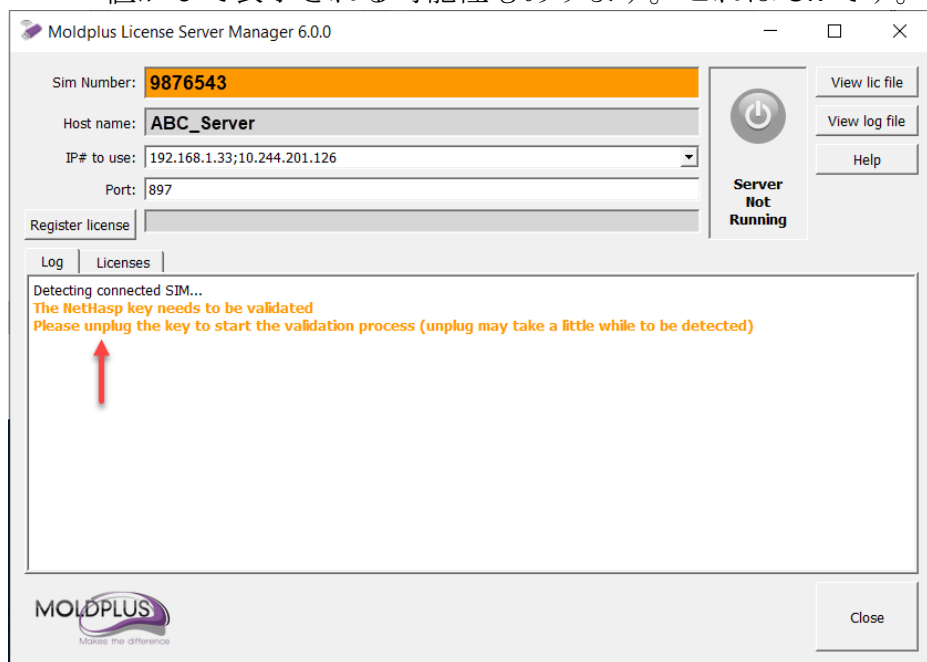 Moldplus License Server Manager 6.0.0
Sim Number: 9876543
View lic file
Host name: ABC_Server
View log file
IP# to use: 192.168.1.33;10.244.201.126
Help
Port: 897
Server
Not
Running
Register license
Log Licenses
Detecting connected SIM...
The NetHasp key needs to be validated
Please unplug the key to start the validation process (unplug may take a little while to be detected)
MOLDPLUS
Makes the difference
Close